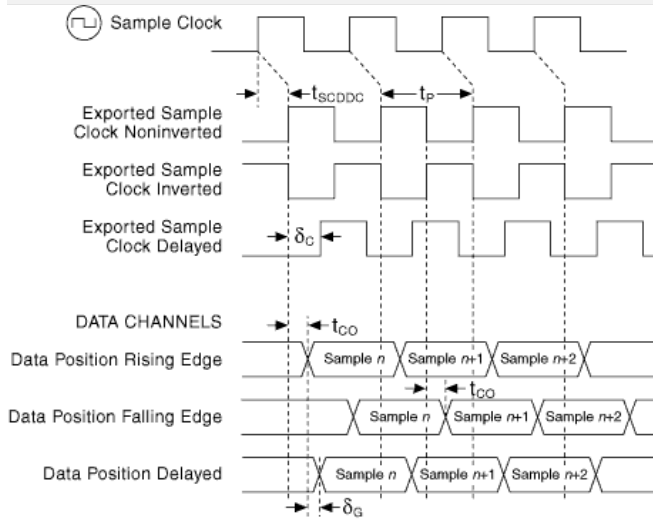 Sample Clock
tSCDDC
tP
Exported Sample
Clock Noninverted
Exported Sample
Clock Inverted
Exported Sample
Clock Delayed
δC
DATA CHANNELS
tCO
Data Position Rising Edge
Sample n
Sample n+1
Sample n+2
tCO
Data Position Falling Edge
Sample n
Sample n+1
Sample n+2
Data Position Delayed
Sample n
Sample n+1
Sample n+2
δG